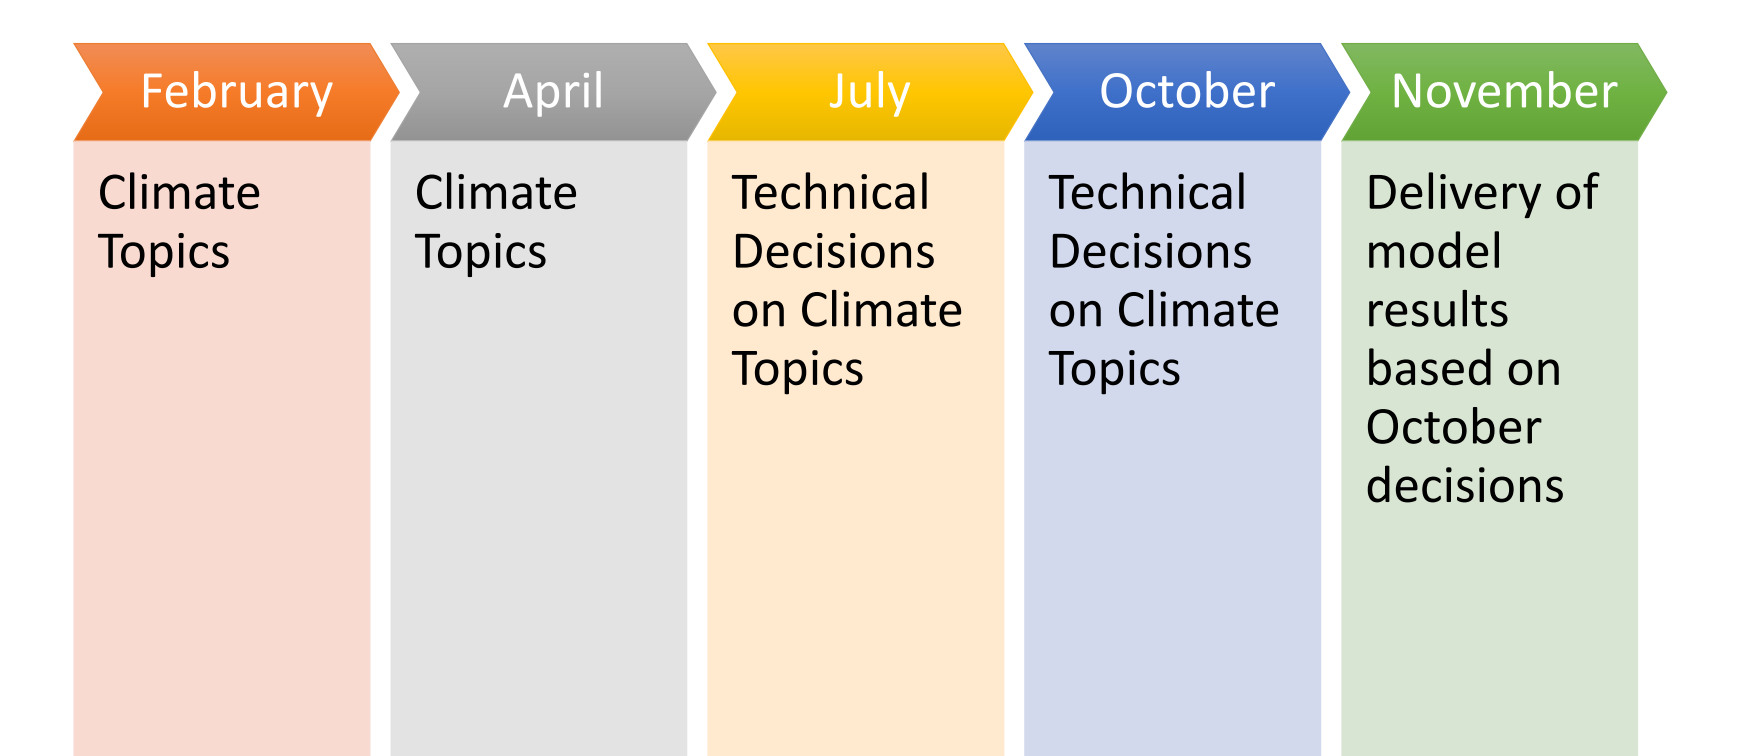 February
Climate
Topics
April
Climate
Topics
July
Technical
Decisions
on Climate
Topics
October
Technical
Decisions
on Climate
Topics
November
Delivery of
model
results
based on
October
decisions